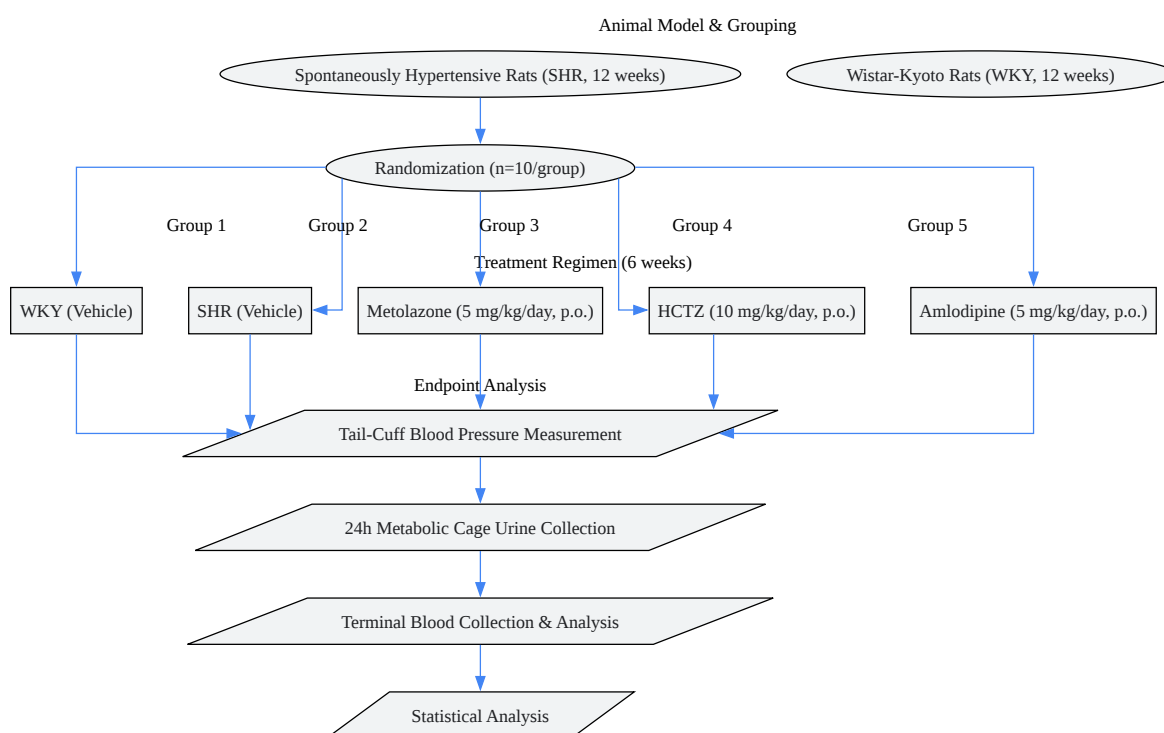 Animal Model & Grouping
Spontaneously Hypertensive Rats (SHR, 12 weeks)
Wistar-Kyoto Rats (WKY, 12 weeks)
Randomization (n=10/group)
Group 1
Group 2
Group 3
Group 4
Group 5
Treatment Regimen (6 weeks)
WKY (Vehicle)
SHR (Vehicle)
Metolazone (5 mg/kg/day, p.o.)
HCTZ (10 mg/kg/day, p.o.)
Amlodipine (5 mg/kg/day, p.o.)
Endpoint Analysis
Tail-Cuff Blood Pressure Measurement
24h Metabolic Cage Urine Collection
Terminal Blood Collection & Analysis
Statistical Analysis